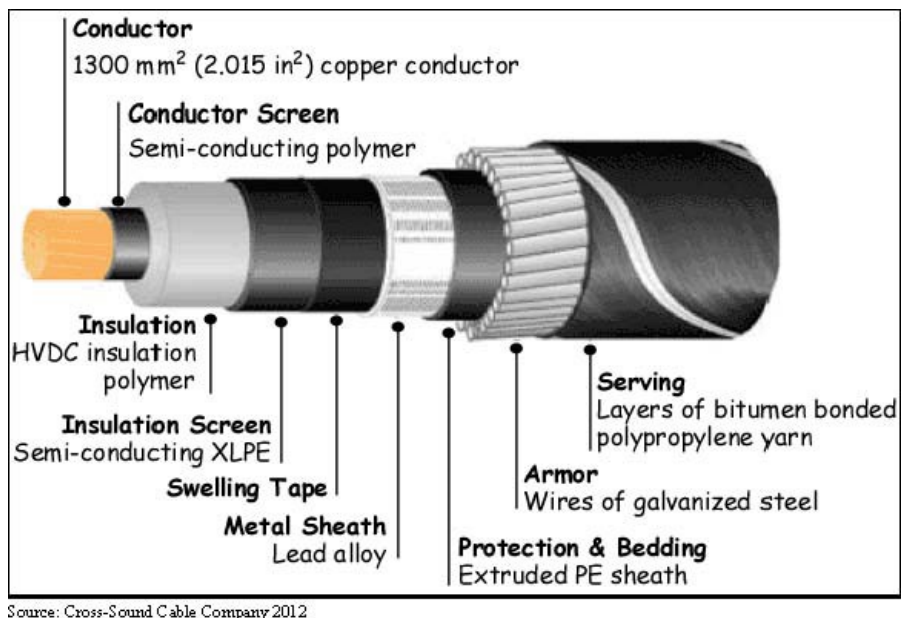 Conductor
1300 mm² (2.015 in²) copper conductor
Conductor Screen
Semi-conducting polymer
Insulation
HVDC insulation
polymer
Insulation Screen
Semi-conducting XLPE
Swelling Tape
Metal Sheath
Lead alloy
Protection & Bedding
Extruded PE sheath
Armor
Wires of galvanized steel
Serving
Layers of bitumen bonded
polypropylene yarn
Source: Cross-Sound Cable Company 2012